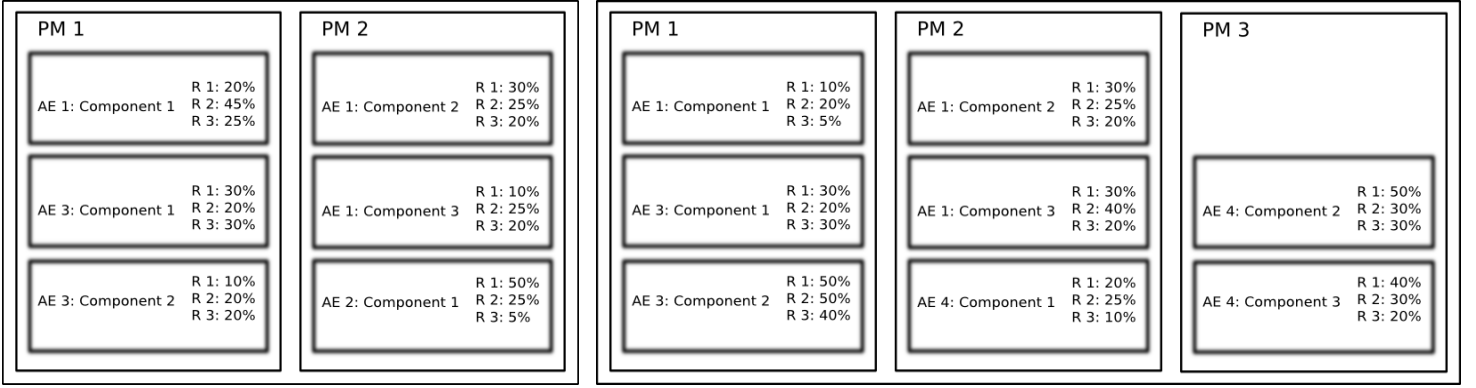 PM 1
AE 1: Component 1
R 1: 20%
R 2: 45%
R 3: 25%
AE 3: Component 1
R 1: 30%
R 2: 20%
R 3: 30%
AE 3: Component 2
R 1: 10%
R 2: 20%
R 3: 20%
PM 2
AE 1: Component 2
R 1: 30%
R 2: 25%
R 3: 20%
AE 1: Component 3
R 1: 10%
R 2: 25%
R 3: 20%
AE 2: Component 1
R 1: 50%
R 2: 25%
R 3: 5%
PM 1
AE 1: Component 1
R 1: 10%
R 2: 20%
R 3: 5%
AE 3: Component 1
R 1: 30%
R 2: 20%
R 3: 30%
AE 3: Component 2
R 1: 50%
R 2: 50%
R 3: 40%
PM 2
AE 1: Component 2
R 1: 30%
R 2: 25%
R 3: 20%
AE 1: Component 3
R 1: 30%
R 2: 40%
R 3: 20%
AE 4: Component 1
R 1: 20%
R 2: 25%
R 3: 10%
PM 3
AE 4: Component 2
R 1: 50%
R 2: 30%
R 3: 30%
AE 4: Component 3
R 1: 40%
R 2: 30%
R 3: 20%